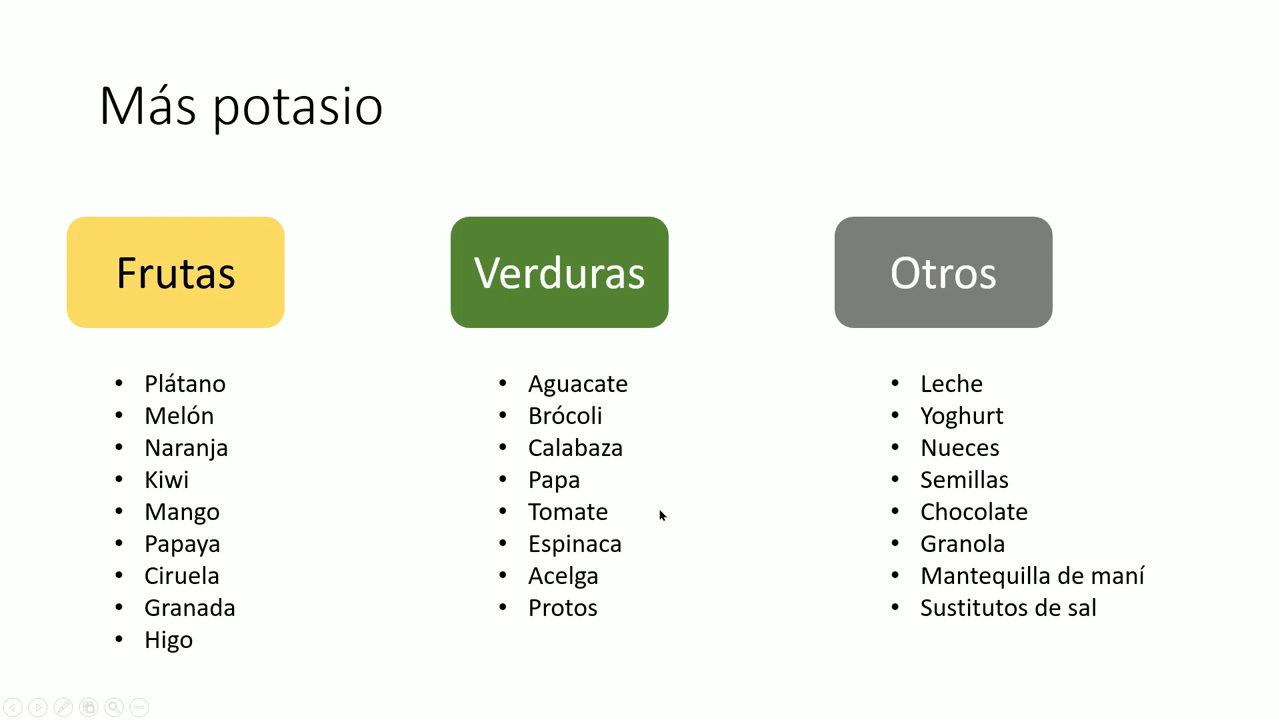 Más potasio
Frutas
• Plátano
• Melón
• Naranja
• Kiwi
• Mango
• Papaya
• Ciruela
• Granada
• Higo
Verduras
• Aguacate
• Brócoli
• Calabaza
• Papa
• Tomate
• Espinaca
• Acelga
• Protos
Otros
• Leche
• Yoghurt
• Nueces
• Semillas
• Chocolate
• Granola
• Mantequilla de maní
• Sustitutos de sal